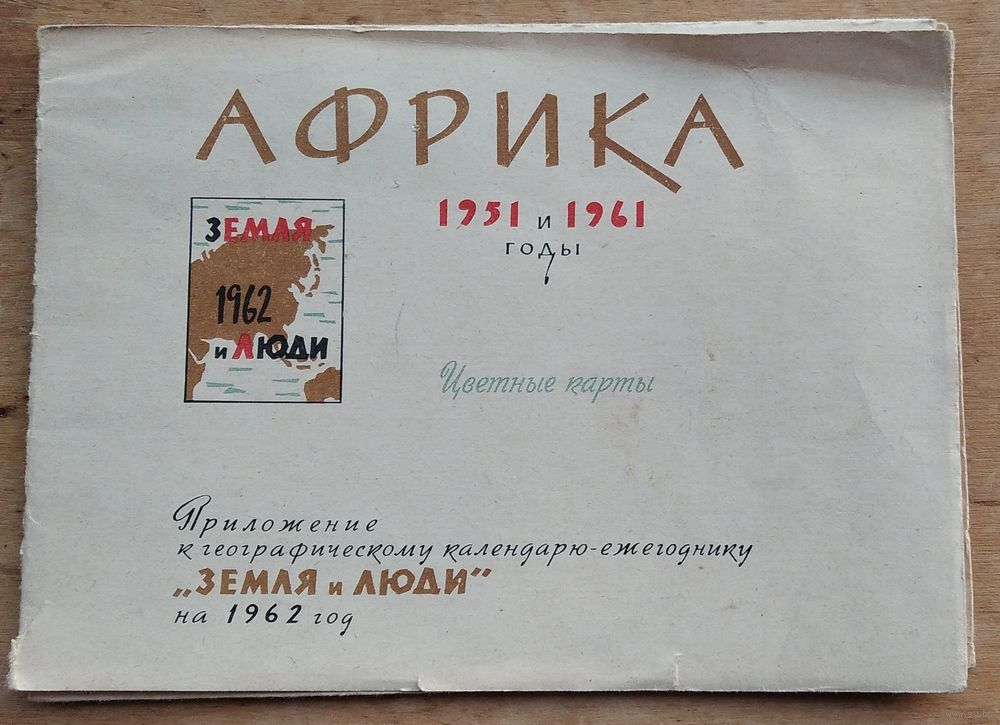 АФРИКА
1951 и 1961
годы
ЗЕМЛЯ
1962
и ЛЮДИ
Цветные карты
Приложение
к географическому календарю-ежегоднику
„ЗЕМЛЯ и ЛЮДИ”
на 1962 год